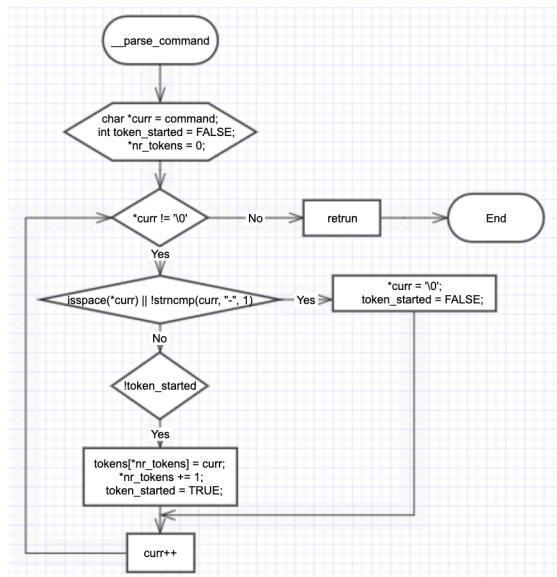 __parse_command
char *curr = command;
int token_started = FALSE;
*nr_tokens = 0;
*curr != '\0'
No
retrun
End
Yes
isspace(*curr) || !strncmp(curr, "-", 1)
Yes
*curr = '\0';
token_started = FALSE;
No
!token_started
Yes
tokens[*nr_tokens] = curr;
*nr_tokens += 1;
token_started = TRUE;
curr++